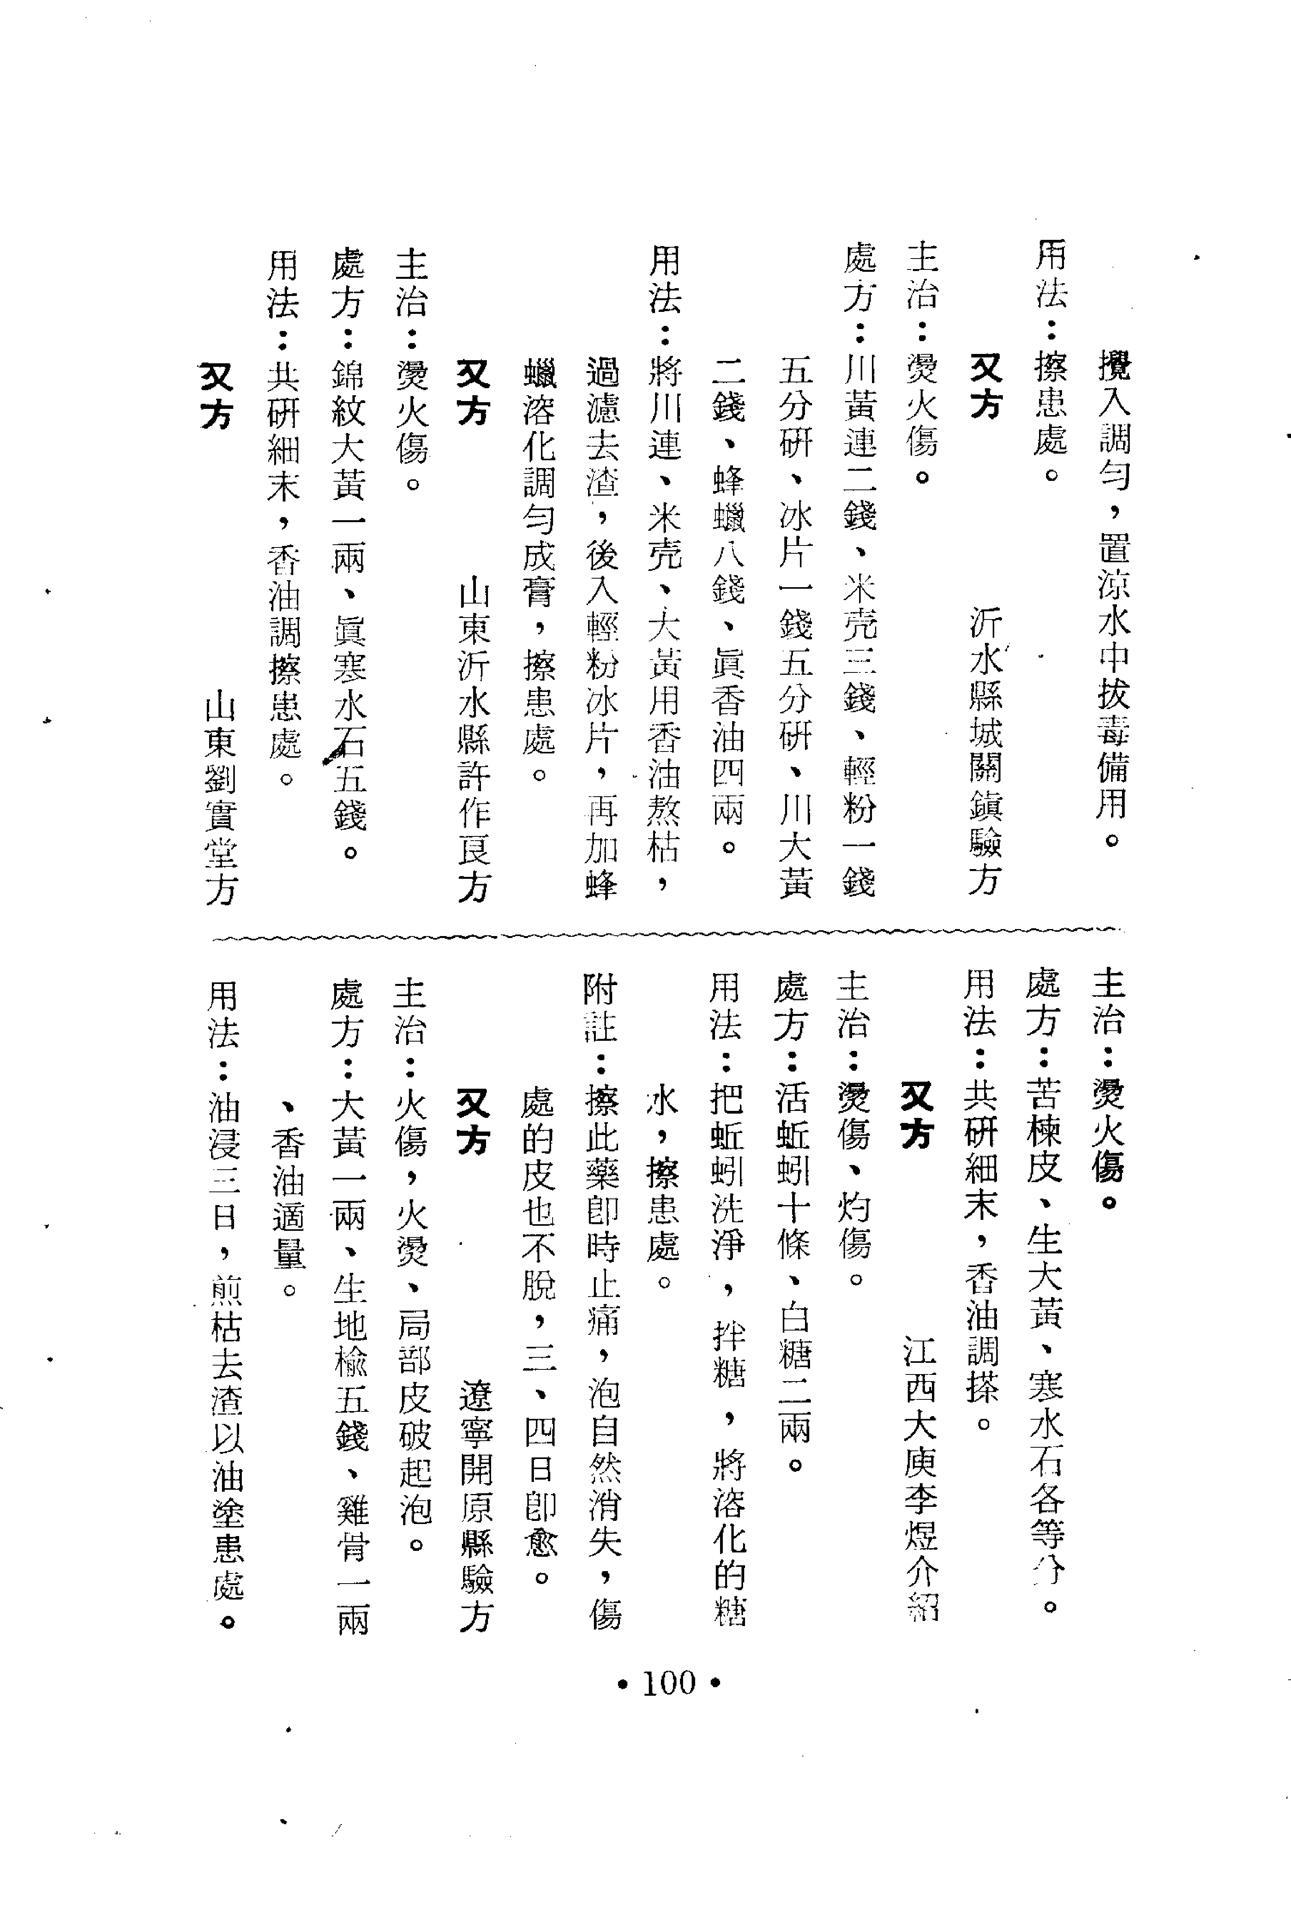 攪入調勻，置涼水中拔毒備用。
用法：擦患處。
又方　沂水縣城關鎮驗方
主治：燙火傷。
處方：川黃連二錢、米壳三錢、輕粉一錢
五分研、冰片一錢五分研、川大黃
二錢、蜂蠟八錢、眞香油四兩。
用法：將川連、米壳、大黃用香油熬枯，
過濾去渣，後入輕粉冰片，再加蜂
蠟溶化調勻成膏，擦患處。
又方　山東沂水縣許作良方
主治：燙火傷。
處方：錦紋大黃一兩、眞寒水石五錢。
用法：共研細末，香油調擦患處。
又方　山東劉實堂方
主治：燙火傷。
處方：苦楝皮、生大黃、寒水石各等分。
用法：共研細末，香油調搽。
又方　江西大庾李煜介紹
主治：燙傷、灼傷。
處方：活蚯蚓十條、白糖二兩。
用法：把蚯蚓洗淨，拌糖，將溶化的糖
水，擦患處。
附註：擦此藥卽時止痛，泡自然消失，傷
處的皮也不脫，三、四日卽愈。
又方　遼寧開原縣驗方
主治：火傷，火燙、局部皮破起泡。
處方：大黃一兩、生地榆五錢、雞骨一兩
、香油適量。
用法：油浸三日，煎枯去渣以油塗患處。
• 100 •